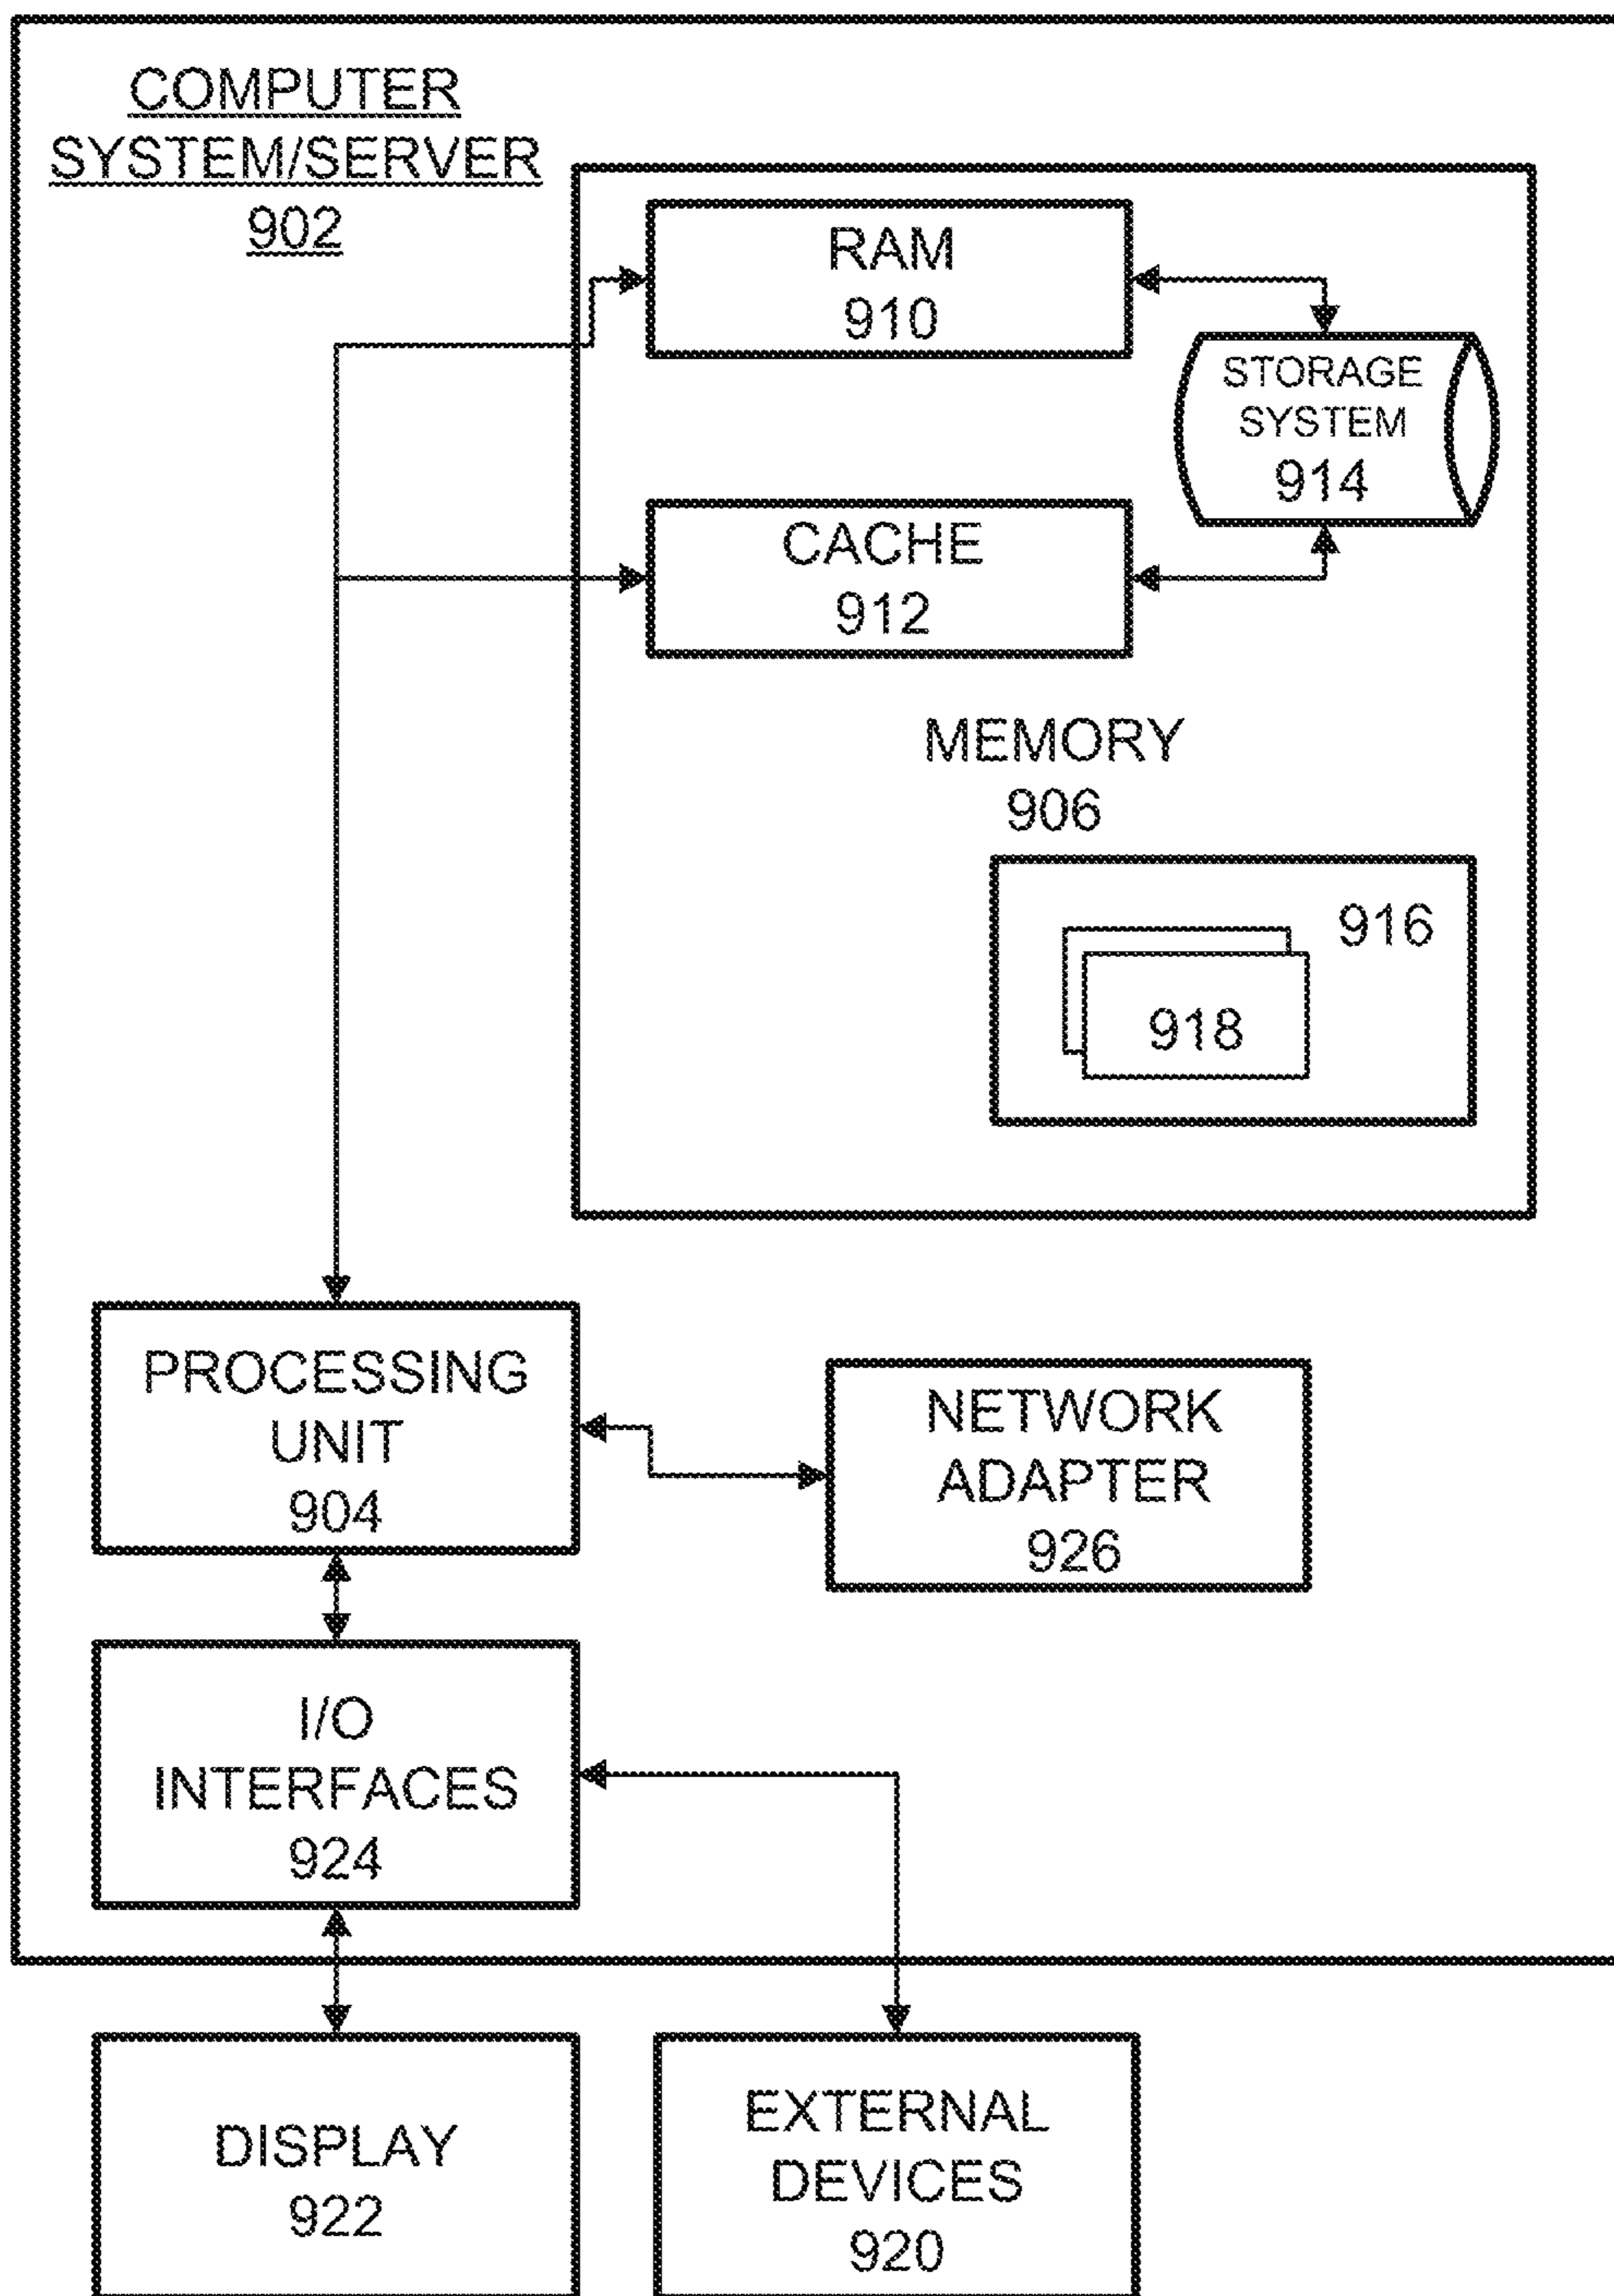 COMPUTER
SYSTEM/SERVER
902
RAM
910
STORAGE
SYSTEM
914
CACHE
912
MEMORY
906
916
918
PROCESSING
UNIT
904
NETWORK
ADAPTER
926
I/O
INTERFACES
924
DISPLAY
922
EXTERNAL
DEVICES
920